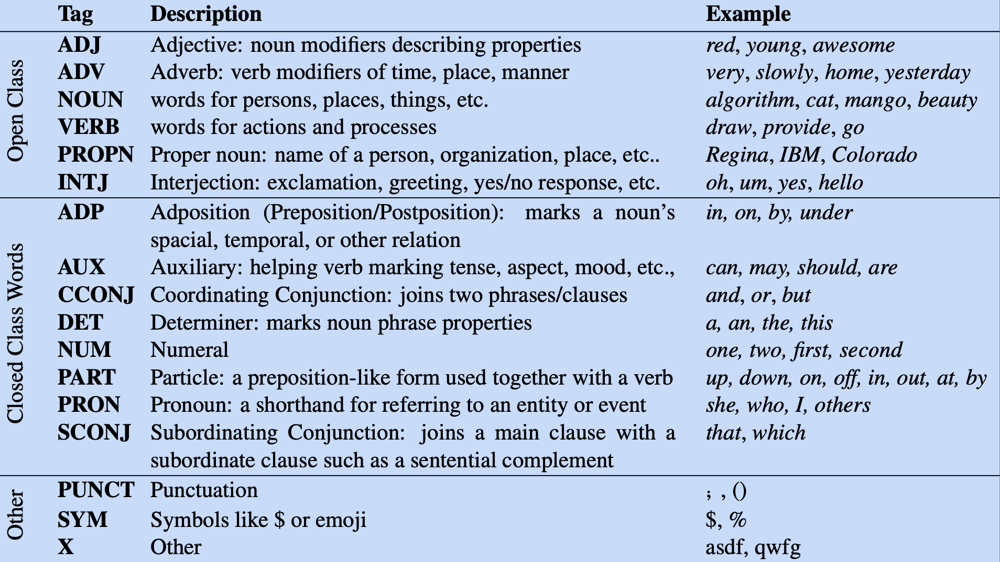 Tag Description Example
Open Class
ADJ Adjective: noun modifiers describing properties red, young, awesome
ADV Adverb: verb modifiers of time, place, manner very, slowly, home, yesterday
NOUN words for persons, places, things, etc. algorithm, cat, mango, beauty
VERB words for actions and processes draw, provide, go
PROPN Proper noun: name of a person, organization, place, etc.. Regina, IBM, Colorado
INTJ Interjection: exclamation, greeting, yes/no response, etc. oh, um, yes, hello
Closed Class Words
ADP Adposition (Preposition/Postposition): marks a noun's in, on, by, under
spacial, temporal, or other relation
AUX Auxiliary: helping verb marking tense, aspect, mood, etc., can, may, should, are
CCONJ Coordinating Conjunction: joins two phrases/clauses and, or, but
DET Determiner: marks noun phrase properties a, an, the, this
NUM Numeral one, two, first, second
PART Particle: a preposition-like form used together with a verb up, down, on, off, in, out, at, by
PRON Pronoun: a shorthand for referring to an entity or event she, who, I, others
SCONJ Subordinating Conjunction: joins a main clause with a that, which
subordinate clause such as a sentential complement
Other
PUNCT Punctuation ; , ()
SYM Symbols like $ or emoji $, %
X Other asdf, qwfg